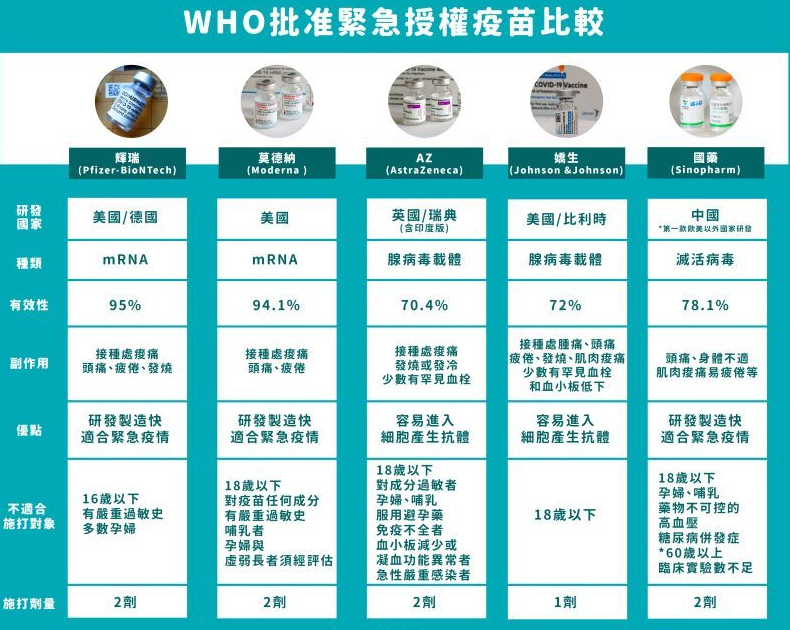 WHO批准緊急授權疫苗比較
COVID-19 Vaccine
輝瑞
(Pfizer-BioNTech)
莫德納
(Moderna )
AZ
(AstraZeneca)
嬌生
(Johnson &Johnson)
國藥
(Sinopharm)
研發
國家
美國/德國
美國
英國/瑞典
(含印度版)
美國/比利時
中國
*第一款歐美以外國家研發
種類
mRNA
mRNA
腺病毒載體
腺病毒載體
滅活病毒
有效性
95%
94.1%
70.4%
72%
78.1%
副作用
接種處痠痛
頭痛、疲倦、發燒
接種處痠痛
頭痛、疲倦
接種處痠痛
發燒或發冷
少數有罕見血栓
接種處腫痛、頭痛
疲倦、發燒、肌肉痠痛
少數有罕見血栓
和血小板低下
頭痛、身體不適
肌肉痠痛易疲倦等
優點
研發製造快
適合緊急疫情
研發製造快
適合緊急疫情
容易進入
細胞產生抗體
容易進入
細胞產生抗體
研發製造快
適合緊急疫情
不適合
施打對象
16歲以下
有嚴重過敏史
多數孕婦
18歲以下
對疫苗任何成分
有嚴重過敏史
哺乳者
孕婦與
虛弱長者須經評估
18歲以下
對成分過敏者
孕婦、哺乳
服用避孕藥
免疫不全者
血小板減少或
凝血功能異常者
急性嚴重感染者
18歲以下
18歲以下
孕婦、哺乳
藥物不可控的
高血壓
糖尿病併發症
*60歲以上
臨床實驗數不足
施打劑量
2劑
2劑
2劑
1劑
2劑